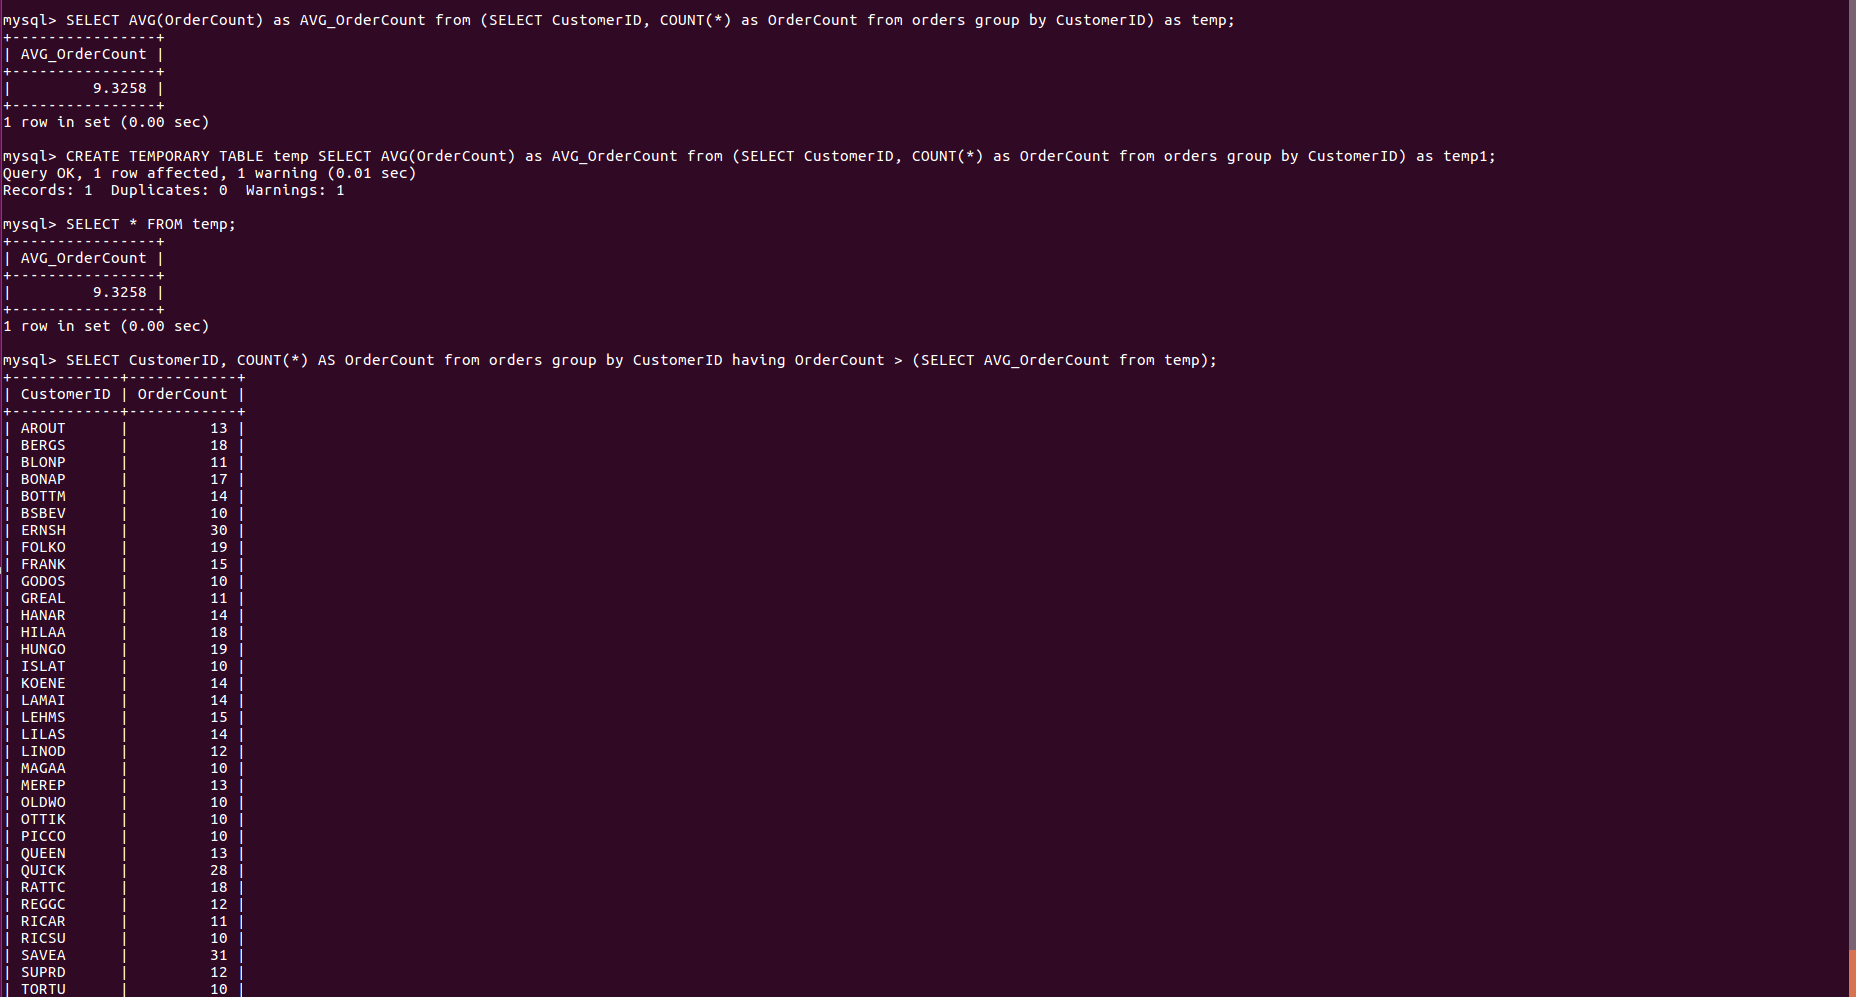 mysql> SELECT AVG(OrderCount) as AVG_OrderCount from (SELECT CustomerID, COUNT(*) as OrderCount from orders group by CustomerID) as temp;
+----------------+
| AVG_OrderCount |
+----------------+
|         9.3258 |
+----------------+
1 row in set (0.00 sec)
mysql> CREATE TEMPORARY TABLE temp SELECT AVG(OrderCount) as AVG_OrderCount from (SELECT CustomerID, COUNT(*) as OrderCount from orders group by CustomerID) as temp1;
Query OK, 1 row affected, 1 warning (0.01 sec)
Records: 1  Duplicates: 0  Warnings: 1
mysql> SELECT * FROM temp;
+----------------+
| AVG_OrderCount |
+----------------+
|         9.3258 |
+----------------+
1 row in set (0.00 sec)
mysql> SELECT CustomerID, COUNT(*) AS OrderCount from orders group by CustomerID having OrderCount > (SELECT AVG_OrderCount from temp);
+------------+------------+
| CustomerID | OrderCount |
+------------+------------+
| AROUT      |         13 |
| BERGS      |         18 |
| BLONP      |         11 |
| BONAP      |         17 |
| BOTTM      |         14 |
| BSBEV      |         10 |
| ERNSH      |         30 |
| FOLKO      |         19 |
| FRANK      |         15 |
| GODOS      |         10 |
| GREAL      |         11 |
| HANAR      |         14 |
| HILAA      |         18 |
| HUNGO      |         19 |
| ISLAT      |         10 |
| KOENE      |         14 |
| LAMAI      |         14 |
| LEHMS      |         15 |
| LILAS      |         14 |
| LINOD      |         12 |
| MAGAA      |         10 |
| MEREP      |         13 |
| OLDWO      |         10 |
| OTTIK      |         10 |
| PICCO      |         10 |
| QUEEN      |         13 |
| QUICK      |         28 |
| RATTC      |         18 |
| REGGC      |         12 |
| RICAR      |         11 |
| RICSU      |         10 |
| SAVEA      |         31 |
| SUPRD      |         12 |
| TORTU      |         10 |